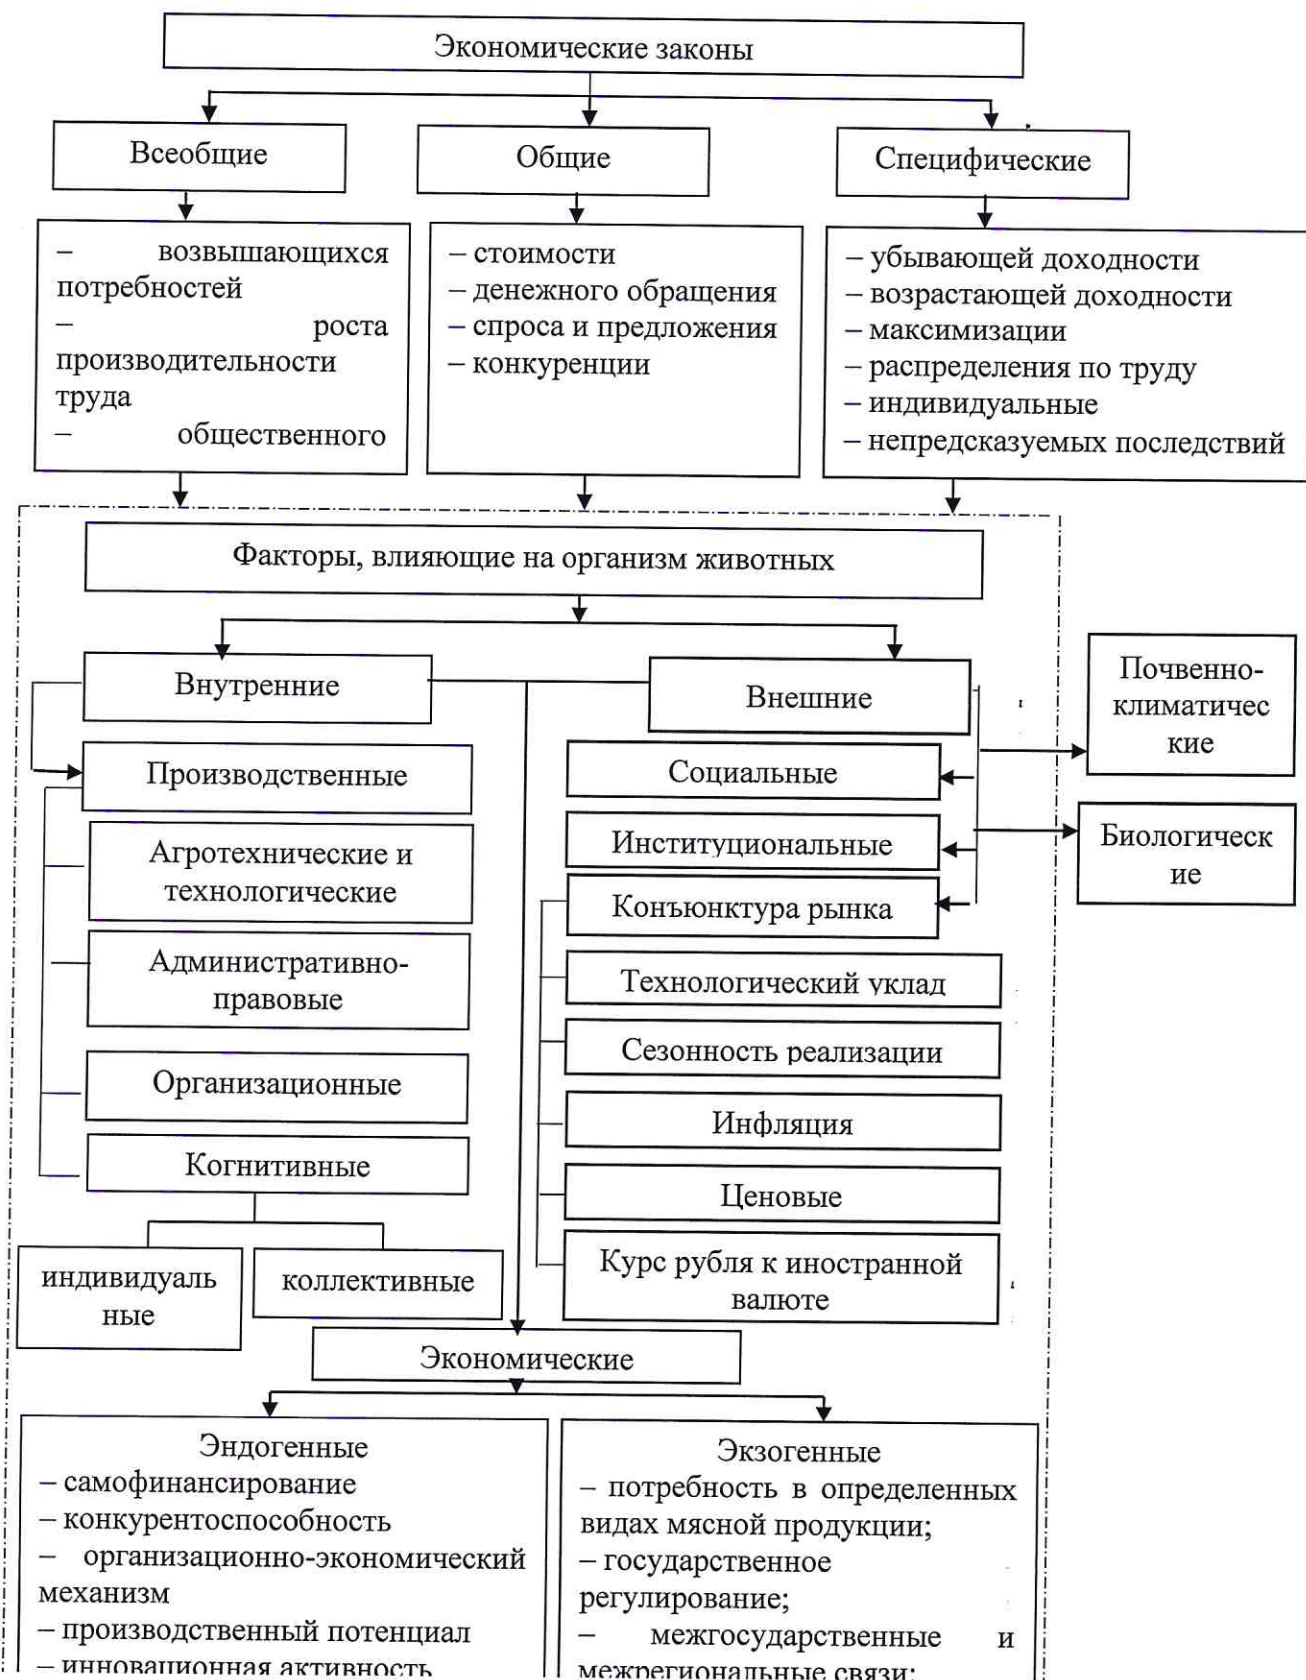 Экономические законы
Всеобщие
Общие
Специфические
– возвышающихся
потребностей
– роста
производительности
труда
– общественного
– стоимости
– денежного обращения
– спроса и предложения
– конкуренции
– убывающей доходности
– возрастающей доходности
– максимизации
– распределения по труду
– индивидуальные
– непредсказуемых последствий
Факторы, влияющие на организм животных
Внутренние
Внешние
Почвенно-
климатичес
кие
Биологическ
ие
Производственные
Агротехнические и
технологические
Административно-
правовые
Организационные
Когнитивные
индивидуаль
ные
коллективные
Социальные
Институциональные
Конъюнктура рынка
Технологический уклад
Сезонность реализации
Инфляция
Ценовые
Курс рубля к иностранной
валюте
Экономические
Эндогенные
– самофинансирование
– конкурентоспособность
– организационно-экономический
механизм
– производственный потенциал
– инновационная активность
Экзогенные
– потребность в определенных
видах мясной продукции;
– государственное
регулирование;
– межгосударственные и
межрегиональные связи;